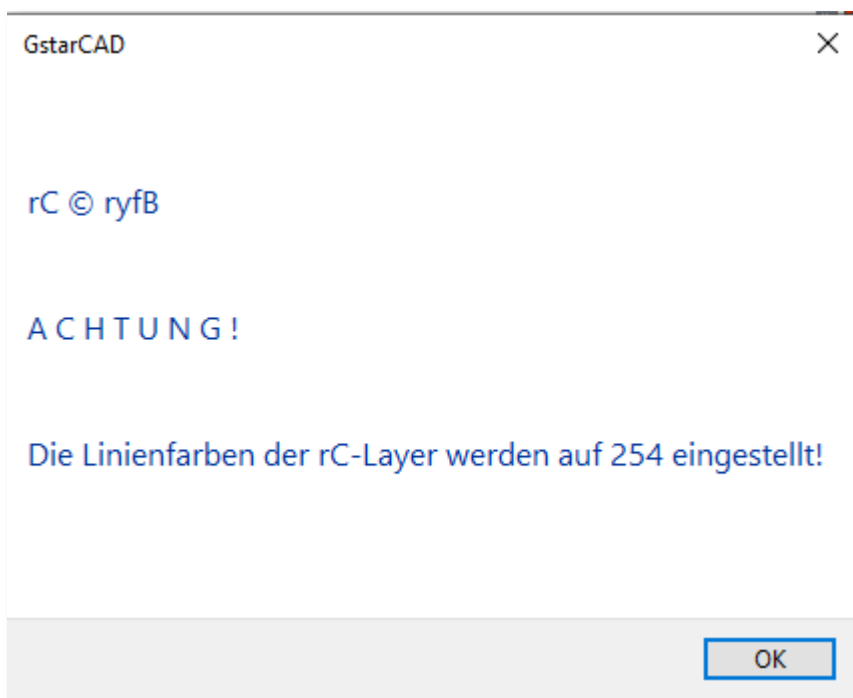 GstarCAD
rC © ryfB
A C H T U N G !
Die Linienfarben der rC-Layer werden auf 254 eingestellt!
OK